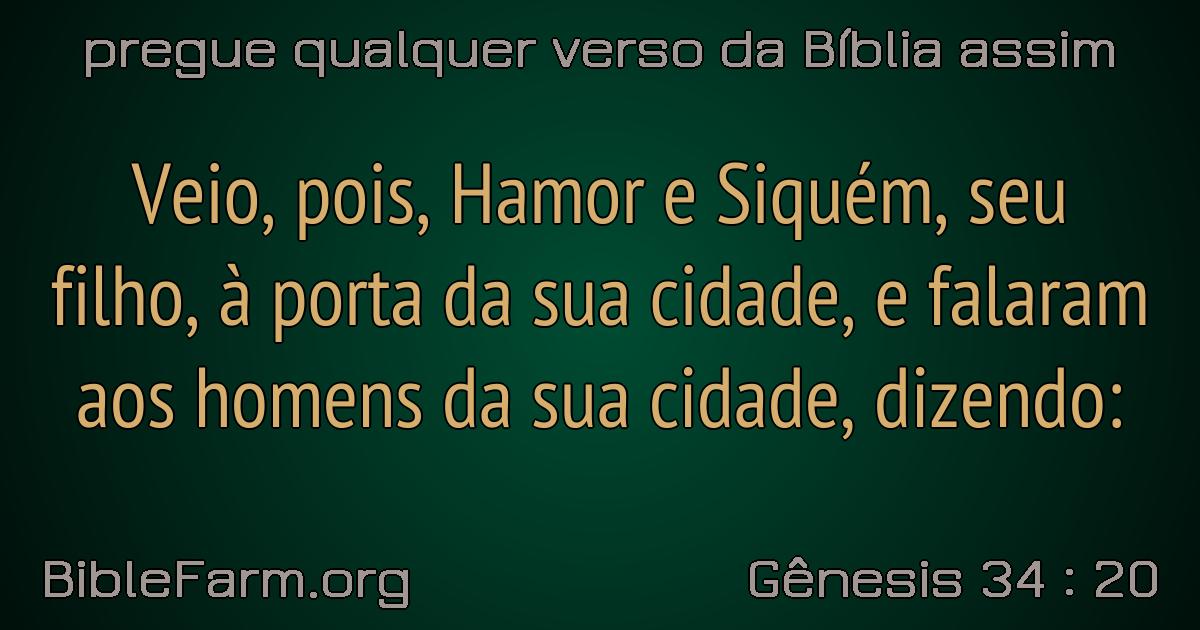 pregue qualquer verso da Bíblia assim
Veio, pois, Hamor e Siquém, seu
filho, à porta da sua cidade, e falaram
aos homens da sua cidade, dizendo:
BibleFarm.org
Gênesis 34 : 20